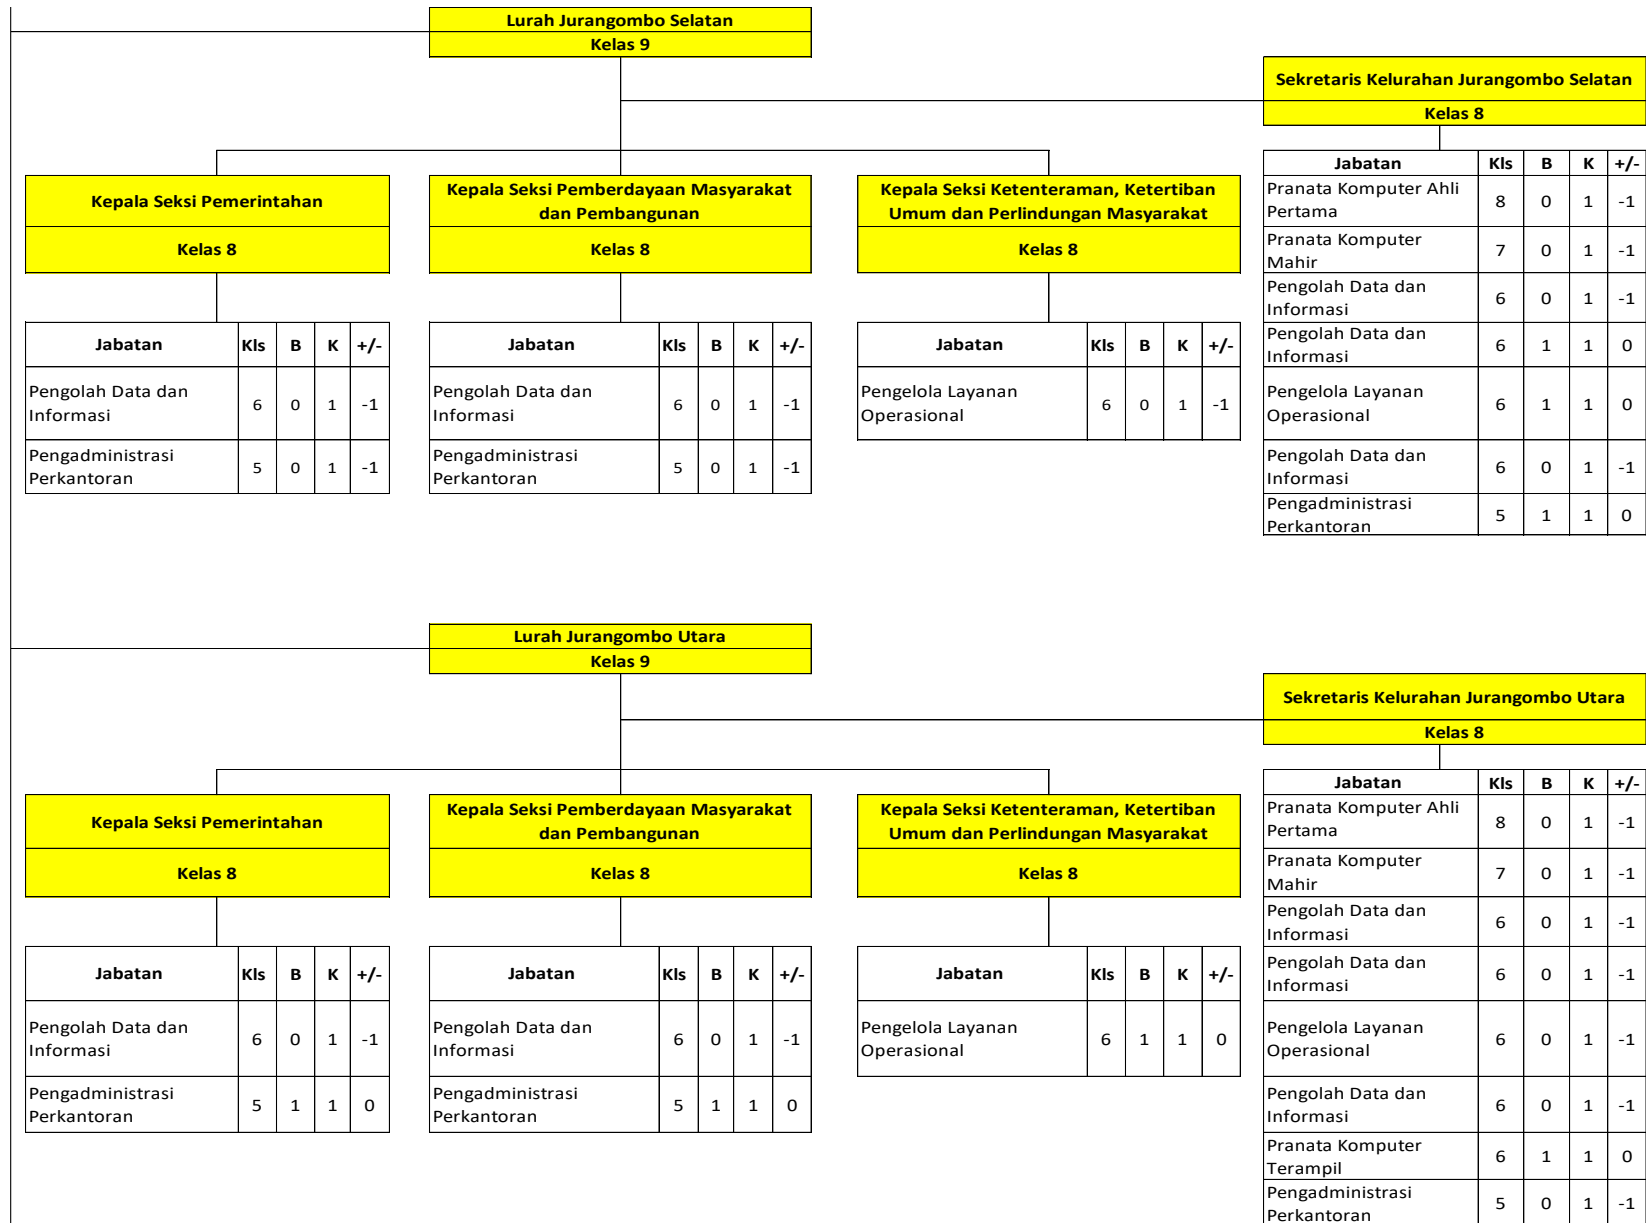 Lurah Jurangombo Selatan
Kelas 9
Sekretaris Kelurahan Jurangombo Selatan
Kelas 8
Kepala Seksi Pemerintahan
Kelas 8
Kepala Seksi Pemberdayaan Masyarakat
dan Pembangunan
Kelas 8
Kepala Seksi Ketenteraman, Ketertiban
Umum dan Perlindungan Masyarakat
Kelas 8
Jabatan Kls B K +/-
Pengolah Data dan
Informasi 6 0 1 -1
Pengadministrasi
Perkantoran 5 0 1 -1
Jabatan Kls B K +/-
Pengolah Data dan
Informasi 6 0 1 -1
Pengadministrasi
Perkantoran 5 0 1 -1
Jabatan Kls B K +/-
Pengelola Layanan
Operasional 6 0 1 -1
Jabatan Kls B K +/-
Pranata Komputer Ahli
Pertama 8 0 1 -1
Pranata Komputer
Mahir 7 0 1 -1
Pengolah Data dan
Informasi 6 0 1 -1
Pengolah Data dan
Informasi 6 1 1 0
Pengelola Layanan
Operasional 6 1 1 0
Pengolah Data dan
Informasi 6 0 1 -1
Pengadministrasi
Perkantoran 5 1 1 0
Lurah Jurangombo Utara
Kelas 9
Sekretaris Kelurahan Jurangombo Utara
Kelas 8
Kepala Seksi Pemerintahan
Kelas 8
Kepala Seksi Pemberdayaan Masyarakat
dan Pembangunan
Kelas 8
Kepala Seksi Ketenteraman, Ketertiban
Umum dan Perlindungan Masyarakat
Kelas 8
Jabatan Kls B K +/-
Pengolah Data dan
Informasi 6 0 1 -1
Pengadministrasi
Perkantoran 5 1 1 0
Jabatan Kls B K +/-
Pengolah Data dan
Informasi 6 0 1 -1
Pengadministrasi
Perkantoran 5 1 1 0
Jabatan Kls B K +/-
Pengelola Layanan
Operasional 6 1 1 0
Jabatan Kls B K +/-
Pranata Komputer Ahli
Pertama 8 0 1 -1
Pranata Komputer
Mahir 7 0 1 -1
Pengolah Data dan
Informasi 6 0 1 -1
Pengolah Data dan
Informasi 6 0 1 -1
Pengelola Layanan
Operasional 6 0 1 -1
Pengolah Data dan
Informasi 6 0 1 -1
Pranata Komputer
Terampil 6 1 1 0
Pengadministrasi
Perkantoran 5 0 1 -1